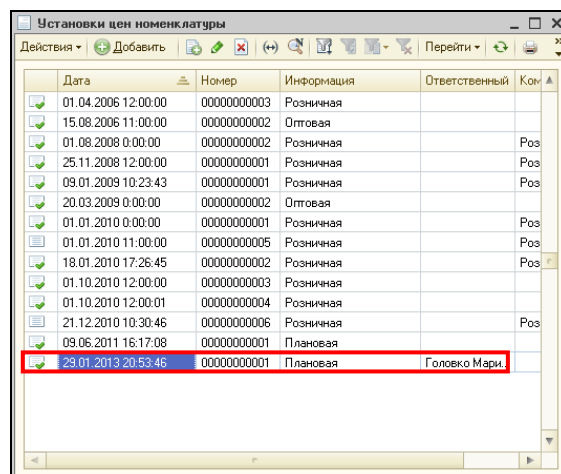 Установки цен номенклатуры
Действия Добавить Перейти
Дата Номер Информация Ответственный Ком
01.04.2006 12:00:00 00000000003 Розничная
15.08.2006 11:00:00 00000000002 Оптовая
01.08.2008 0:00:00 00000000002 Розничная Роз
25.11.2008 12:00:00 00000000001 Розничная Роз
09.01.2009 10:23:43 00000000001 Розничная Роз
20.03.2009 0:00:00 00000000002 Оптовая
01.01.2010 0:00:00 00000000001 Розничная Роз
01.01.2010 11:00:00 00000000005 Розничная Роз
18.01.2010 17:26:45 00000000002 Розничная Роз
01.10.2010 12:00:00 00000000003 Розничная
01.10.2010 12:00:01 00000000004 Розничная
21.12.2010 10:30:46 00000000006 Розничная Роз
09.06.2011 16:17:08 00000000001 Плановая
29.01.2013 20:53:46 00000000001 Плановая Головко Мари...